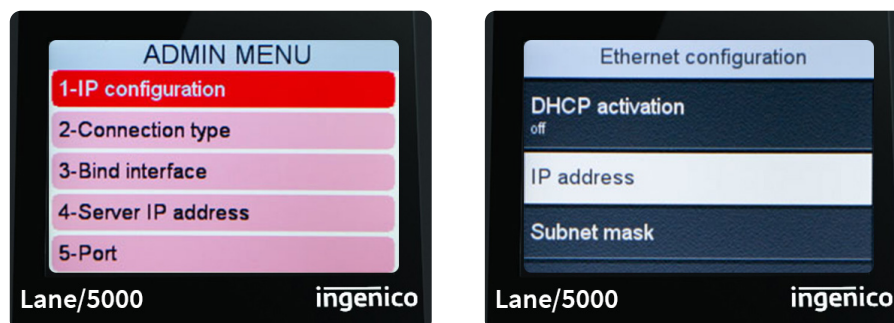 ADMIN MENU
1-IP configuration
2-Connection type
3-Bind interface
4-Server IP address
5-Port
Lane/5000
ingenico
Ethernet configuration
DHCP activation
off
IP address
Subnet mask
Lane/5000
ingenico